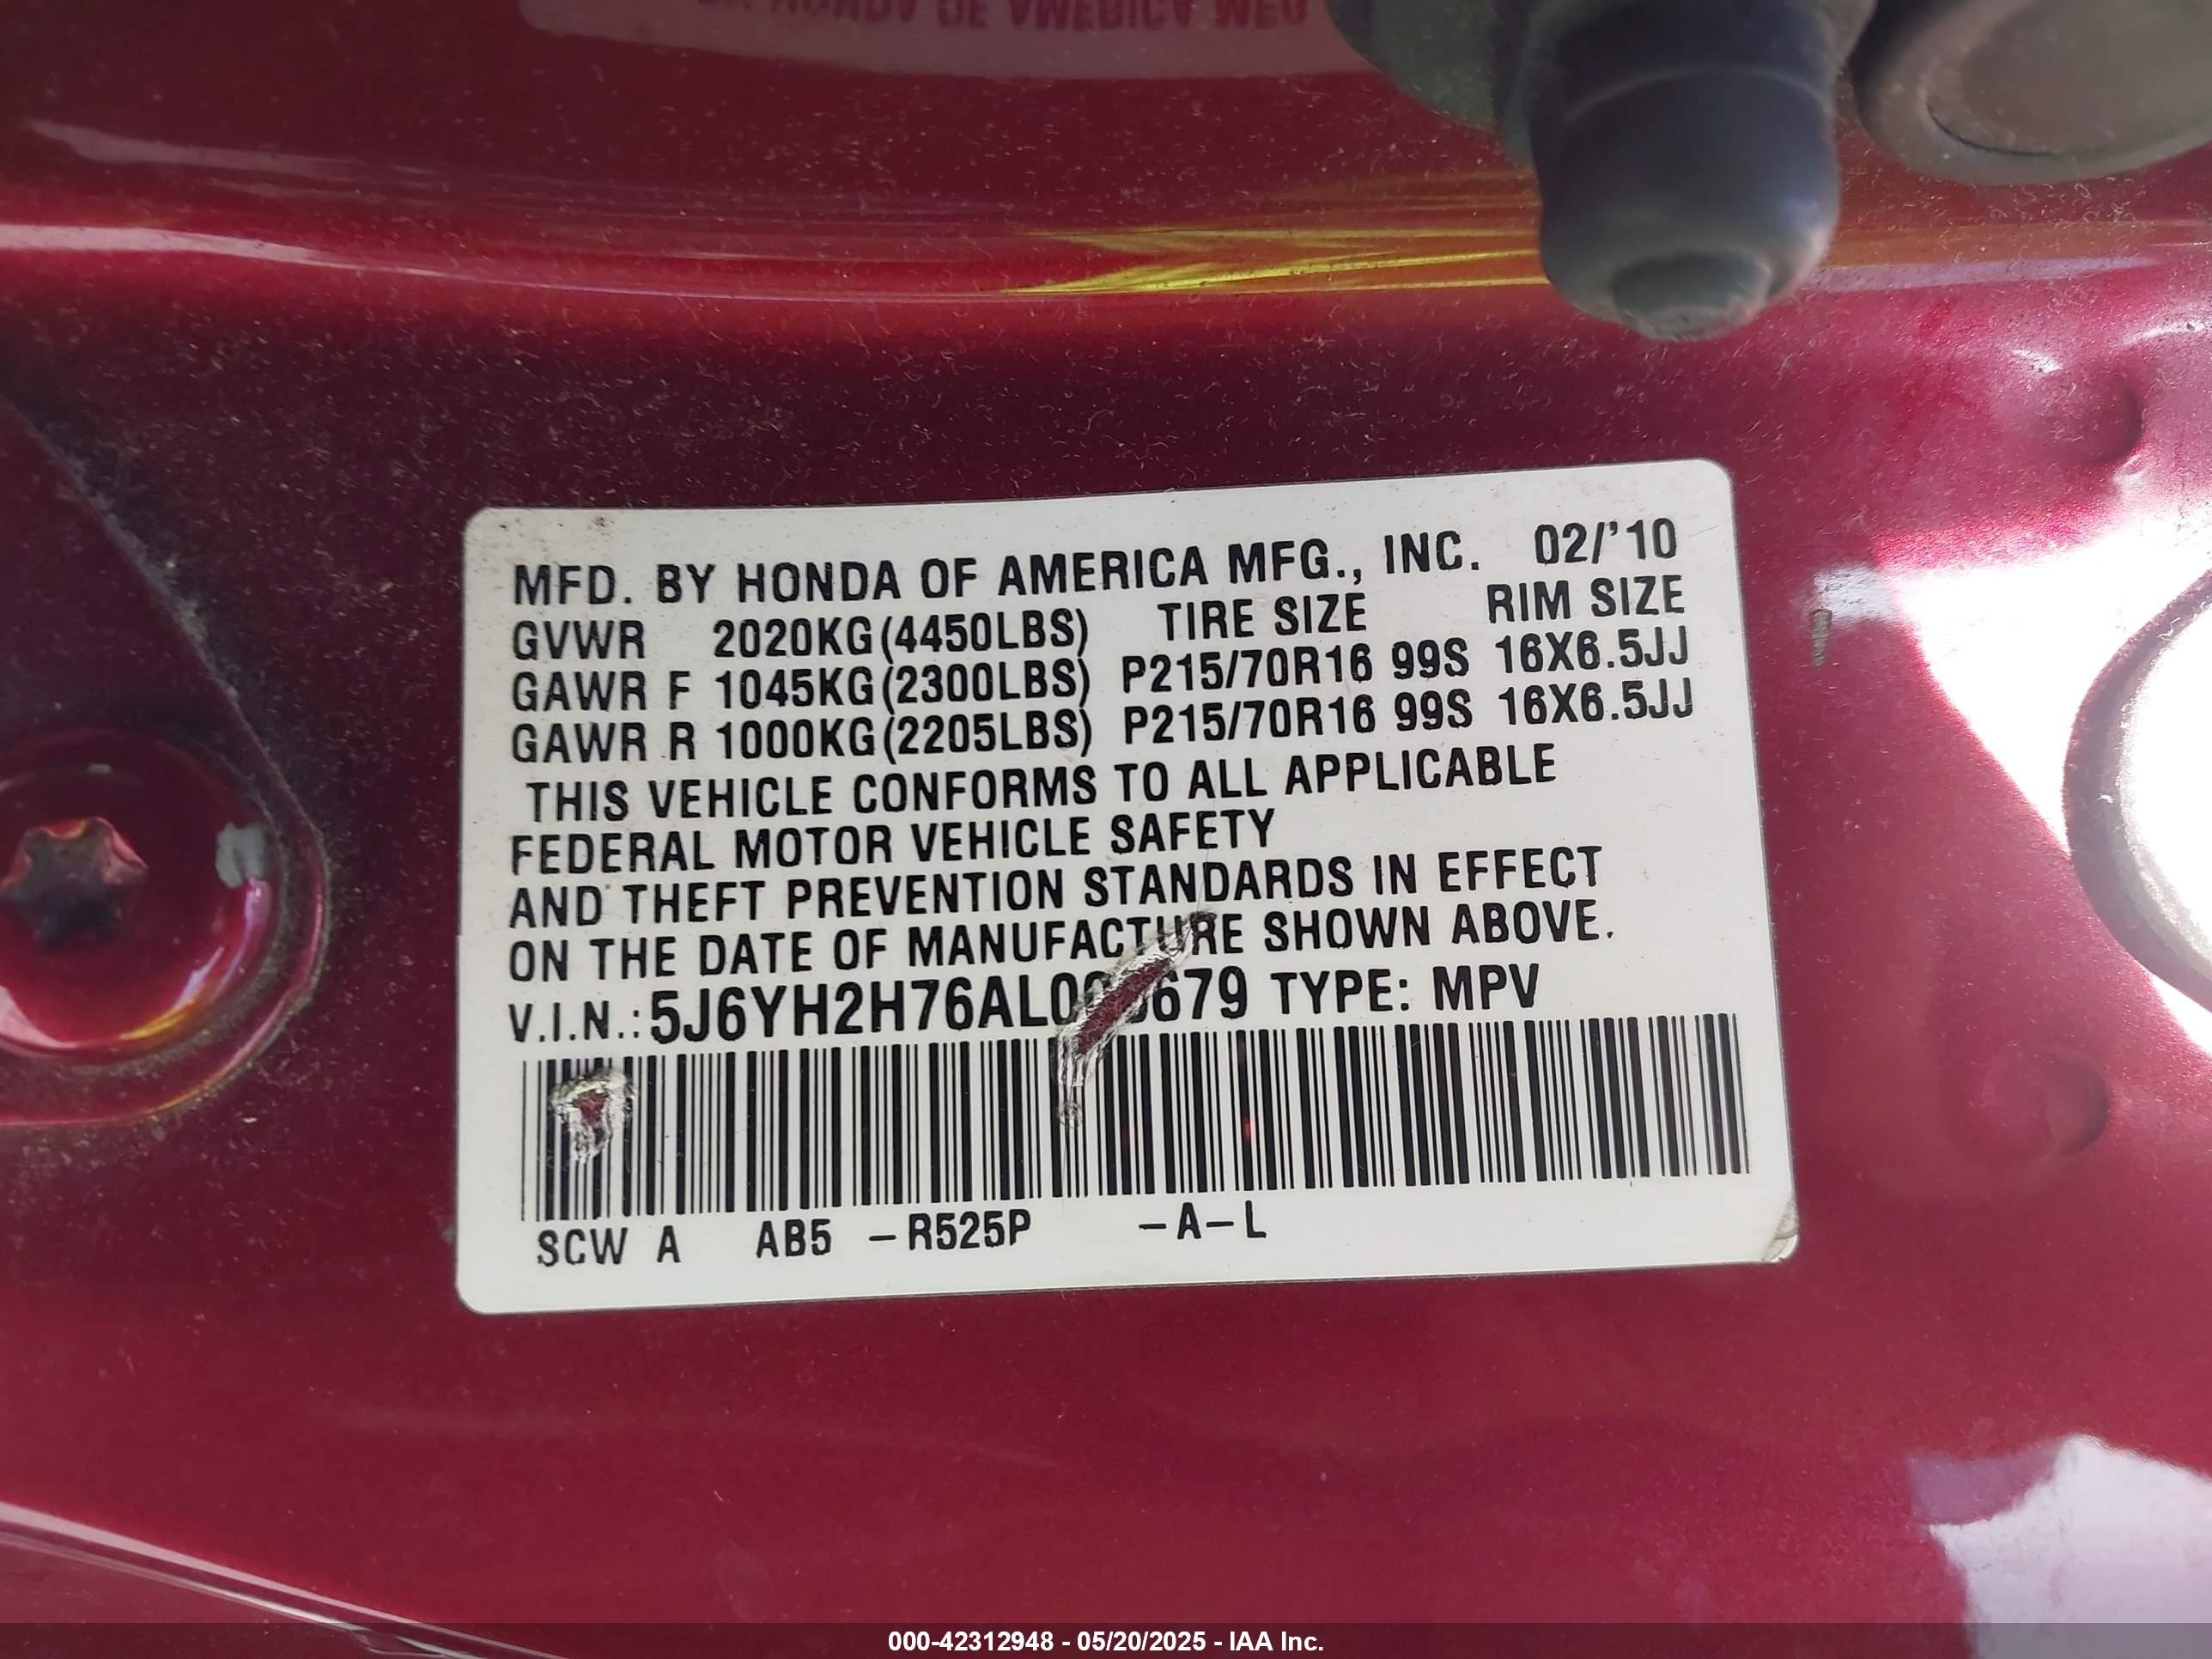 MFD. BY HONDA OF AMERICA MFG., INC. 02/'10
GVWR 2020KG(4450LBS) TIRE SIZE RIM SIZE
GAWR F 1045KG(2300LBS) P215/70R16 99S 16X6.5JJ
GAWR R 1000KG(2205LBS) P215/70R16 99S 16X6.5JJ
THIS VEHICLE CONFORMS TO ALL APPLICABLE
FEDERAL MOTOR VEHICLE SAFETY
AND THEFT PREVENTION STANDARDS IN EFFECT
ON THE DATE OF MANUFACTURE SHOWN ABOVE.
V.I.N.: TYPE: MPV
SCW A AB5 -R525P -A-L
000-42312948 - 05/20/2025 - IAA Inc.